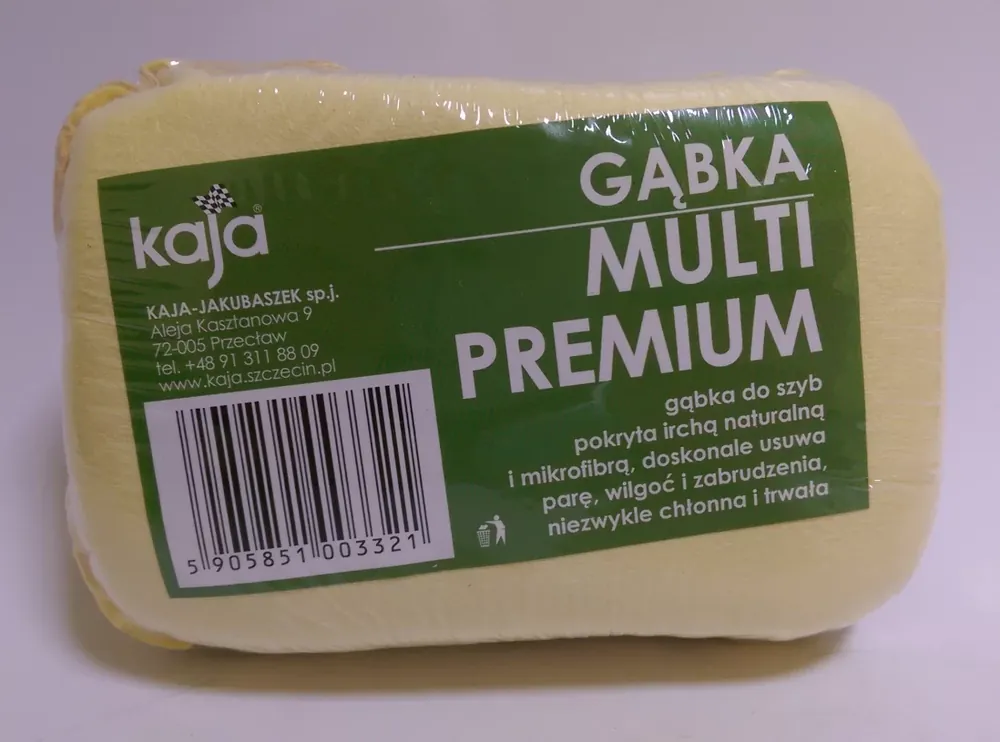 kaja®
KAJA-JAKUBASZEK sp.j.
Aleja Kasztanowa 9
72-005 Przecław
tel. +48 91 311 88 09
www.kaja.szczecin.pl
5 905851 003321
GĄBKA
MULTI
PREMIUM
gąbka do szyb
pokryta irchą naturalną
i mikrofibrą, doskonale usuwa
parę, wilgoć i zabrudzenia,
niezwykle chłonna i trwała